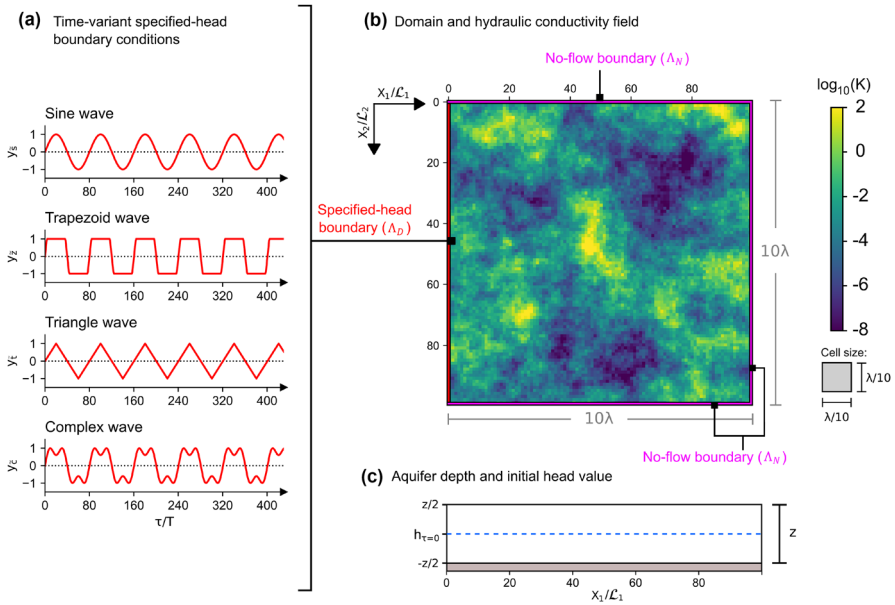 (a) Time-variant specified-head
boundary conditions
Sine wave
y_s̃
1
0
−1
0 80 160 240 320 400
Trapezoid wave
y_z̃
1
0
−1
0 80 160 240 320 400
Triangle wave
y_t̃
1
0
−1
0 80 160 240 320 400
Complex wave
y_c̃
1
0
−1
0 80 160 240 320 400
τ/T
Specified-head
boundary (Λ_D)
(b) Domain and hydraulic conductivity field
No-flow boundary (Λ_N)
X₁/ℒ₁
X₂/ℒ₂
0 20 40 60 80
0
20
40
60
80
10λ
10λ
No-flow boundary (Λ_N)
log₁₀(K)
2
0
-2
-4
-6
-8
Cell size:
λ/10
λ/10
(c) Aquifer depth and initial head value
z/2
h_τ=0
-z/2
z
0 20 40 60 80
X₁/ℒ₁